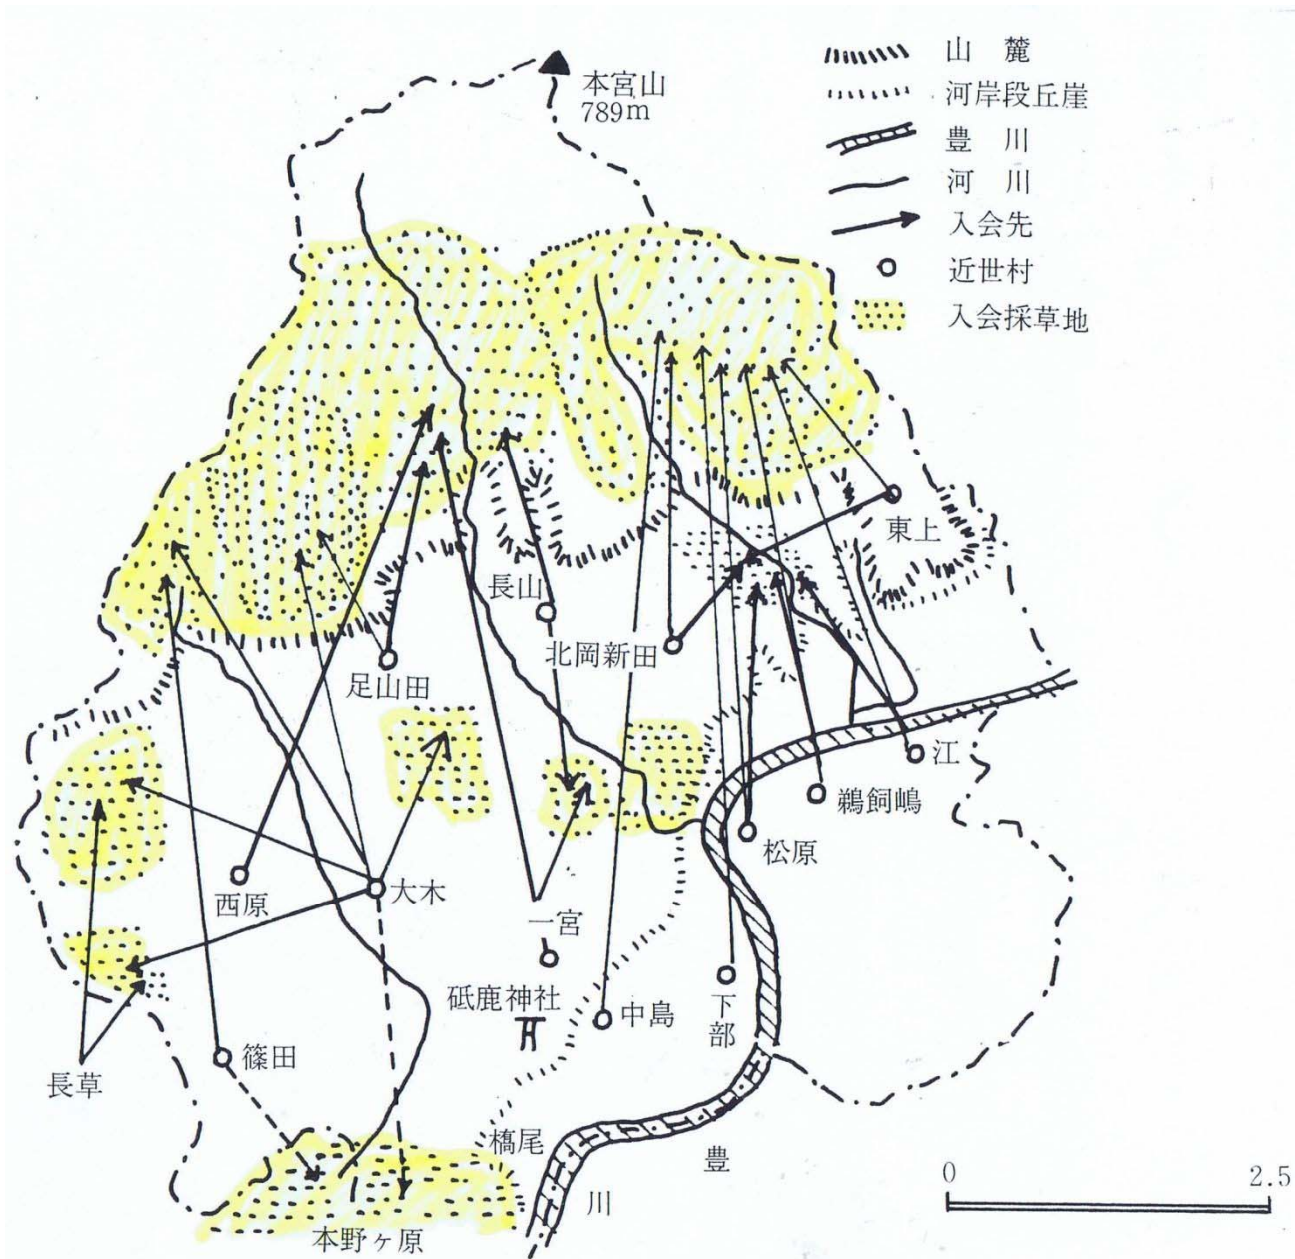 本宮山
789m
山麓
河岸段丘崖
豊川
河川
入会先
近世村
入会採草地
東上
長山
北岡新田
足山田
江
鵜飼嶋
松原
西原
大木
一宮
砥鹿神社
中島
下部
長草
篠田
橋尾
豊
川
本野ヶ原
0 2.5